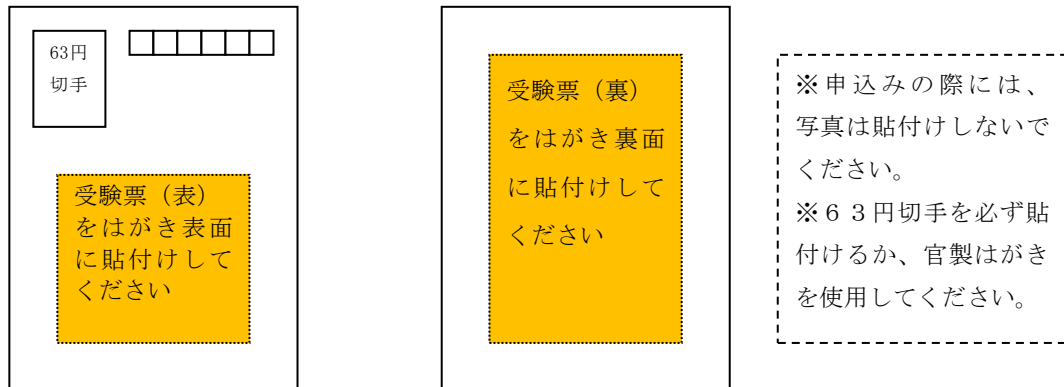 63円
切手
受験票（表）
をはがき表面
に貼付けして
ください
受験票（裏）
をはがき裏面
に貼付けして
ください
※申込みの際には、
写真は貼付けしないで
ください。
※６３円切手を必ず貼
付けるか、官製はがき
を使用してください。